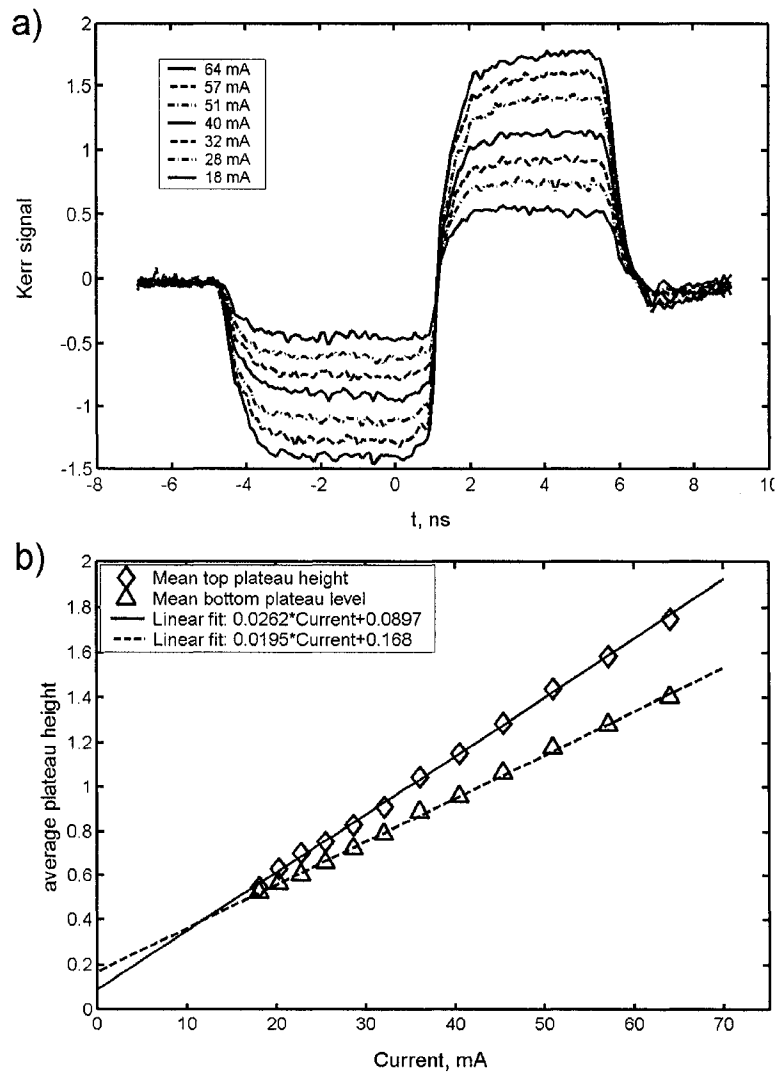 a)
2
1.5
1
0.5
0
-0.5
-1
-1.5
64 mA
57 mA
51 mA
40 mA
32 mA
28 mA
18 mA
Kerr signal
-8 -6 -4 -2 0 2 4 6 8 10
t, ns
b)
2
1.8
1.6
1.4
1.2
1
0.8
0.6
0.4
0.2
0
Mean top plateau height
Mean bottom plateau level
Linear fit: 0.0262*Current+0.0897
Linear fit: 0.0195*Current+0.168
average plateau height
0 10 20 30 40 50 60 70
Current, mA